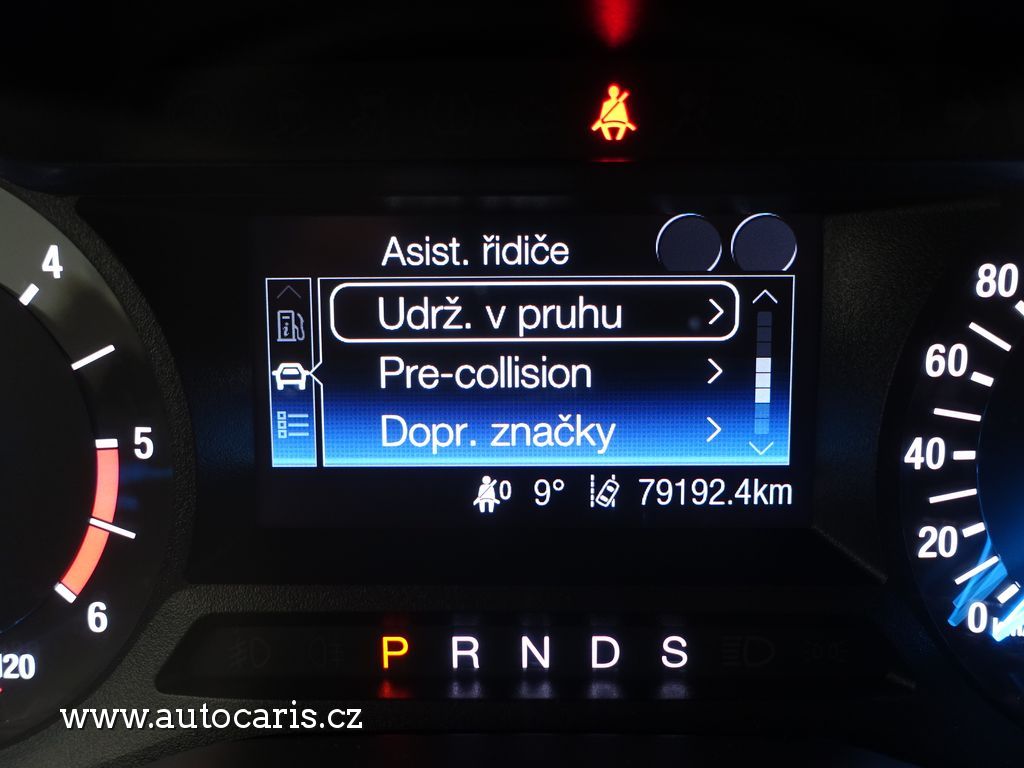 Asist. řidiče
Udrž. v pruhu
Pre-collision
Dopr. značky
0 9° 79192.4km
4
5
6
80
60
40
20
0
P R N D S
www.autocaris.cz